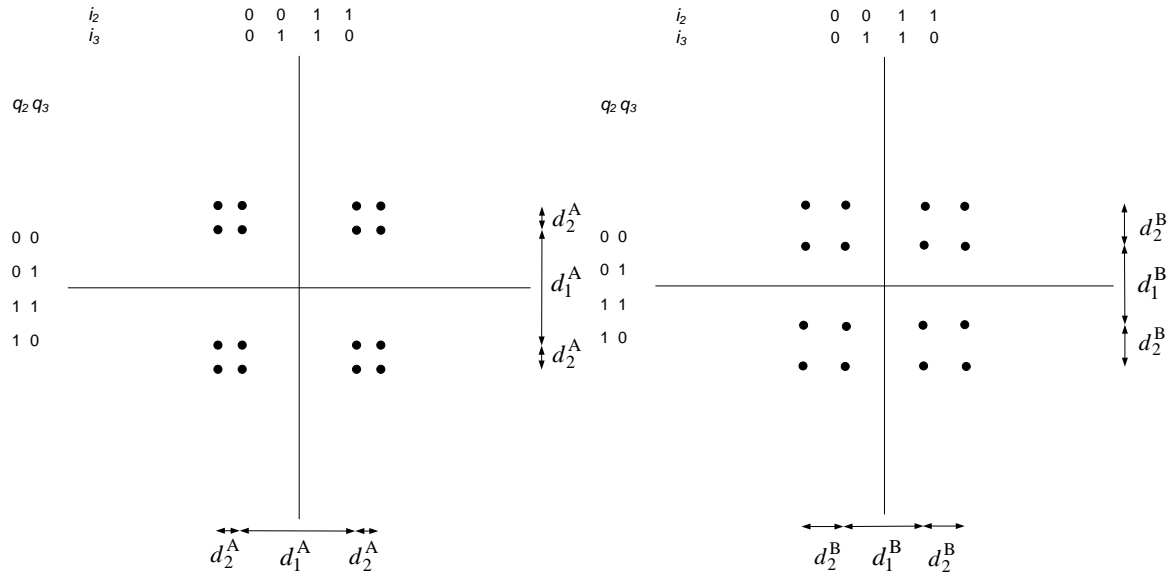 i₂ 0 0 1 1
i₃ 0 1 1 0
q₂ q₃
0 0
0 1
1 1
1 0
d₂ᴬ
d₁ᴬ
d₂ᴬ
d₂ᴬ d₁ᴬ d₂ᴬ
i₂ 0 0 1 1
i₃ 0 1 1 0
q₂ q₃
0 0
0 1
1 1
1 0
d₂ᴮ
d₁ᴮ
d₂ᴮ
d₂ᴮ d₁ᴮ d₂ᴮ